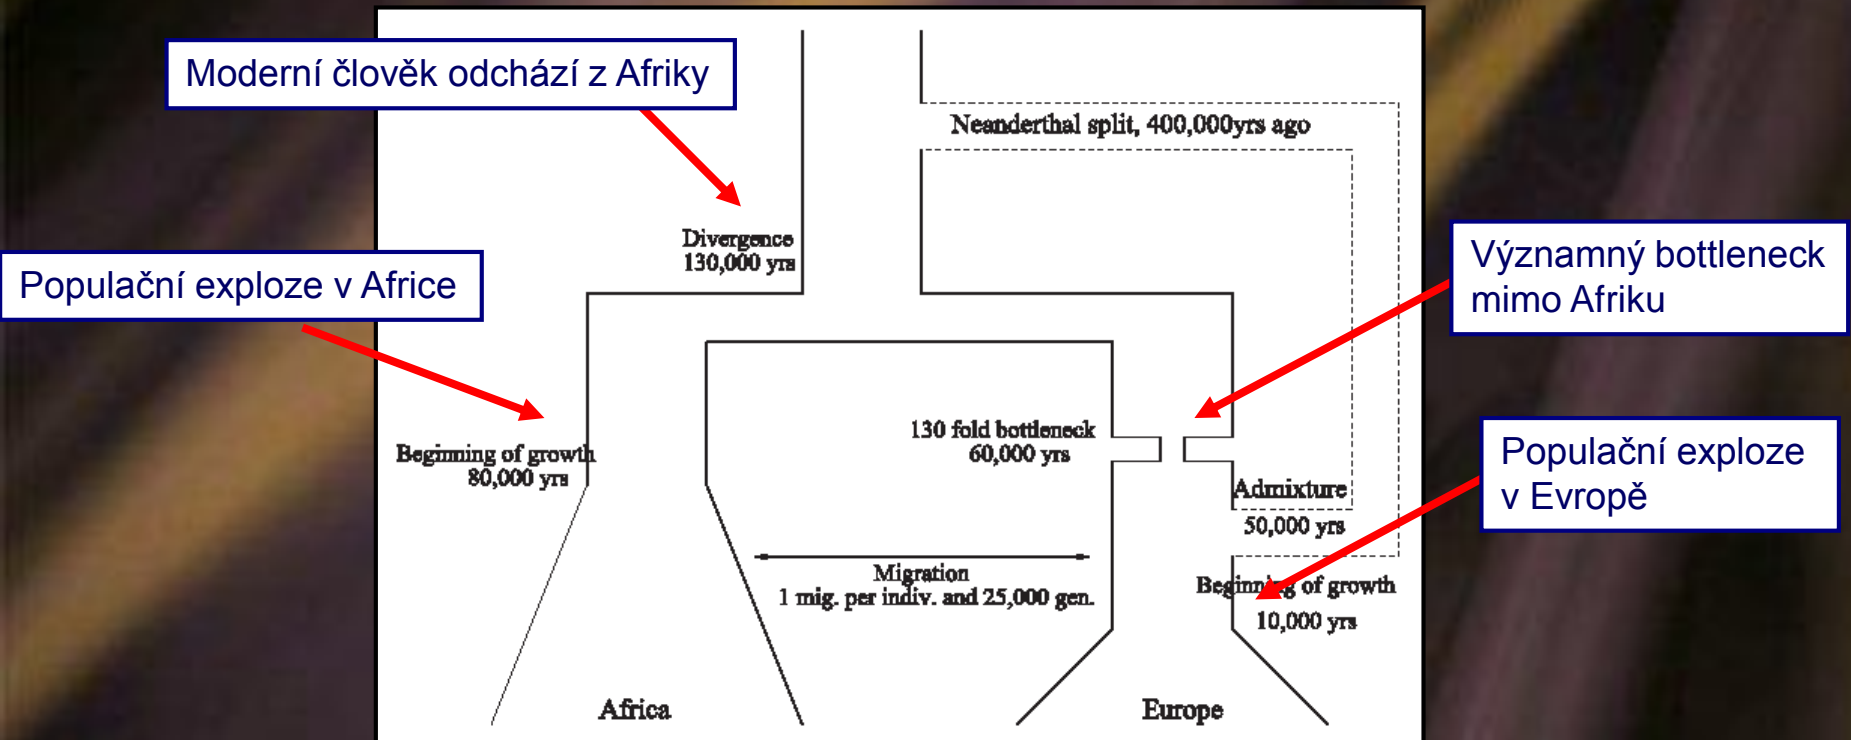 Moderní člověk odchází z Afriky
Neanderthal split, 400,000yrs ago
Divergence
130,000 yrs
Populační exploze v Africe
Významný bottleneck
mimo Afriku
130 fold bottleneck
60,000 yrs
Beginning of growth
80,000 yrs
Populační exploze
v Evropě
Admixture
50,000 yrs
Migration
1 mig. per indiv. and 25,000 gen.
Beginning of growth
10,000 yrs
Africa
Europe